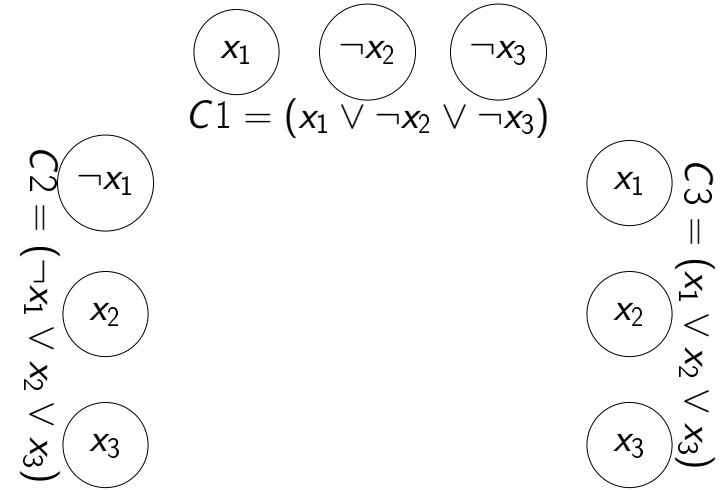 x₁ ¬x₂ ¬x₃
C1 = (x₁ ∨ ¬x₂ ∨ ¬x₃)
C2 = (¬x₁ ∨ x₂ ∨ x₃)
¬x₁
x₂
x₃
x₁
x₂
x₃
C3 = (x₁ ∨ x₂ ∨ x₃)